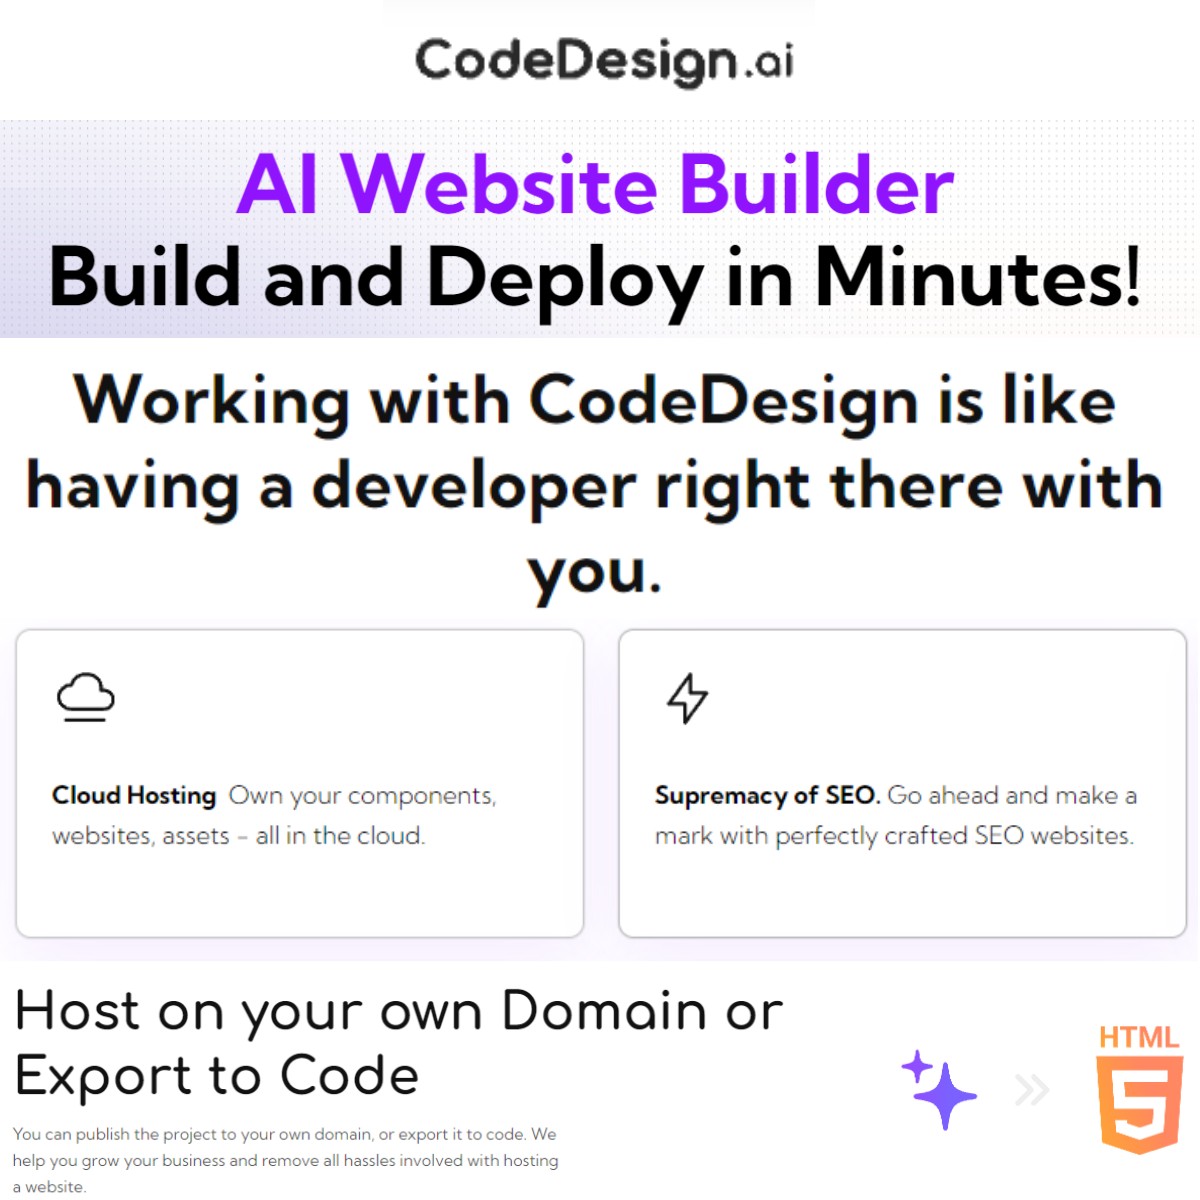 CodeDesign.ai
AI Website Builder
Build and Deploy in Minutes!
Working with CodeDesign is like
having a developer right there with
you.
Cloud Hosting Own your components,
websites, assets – all in the cloud.
Supremacy of SEO. Go ahead and make a
mark with perfectly crafted SEO websites.
Host on your own Domain or
Export to Code
You can publish the project to your own domain, or export it to code. We
help you grow your business and remove all hassles involved with hosting
a website.
HTML
5